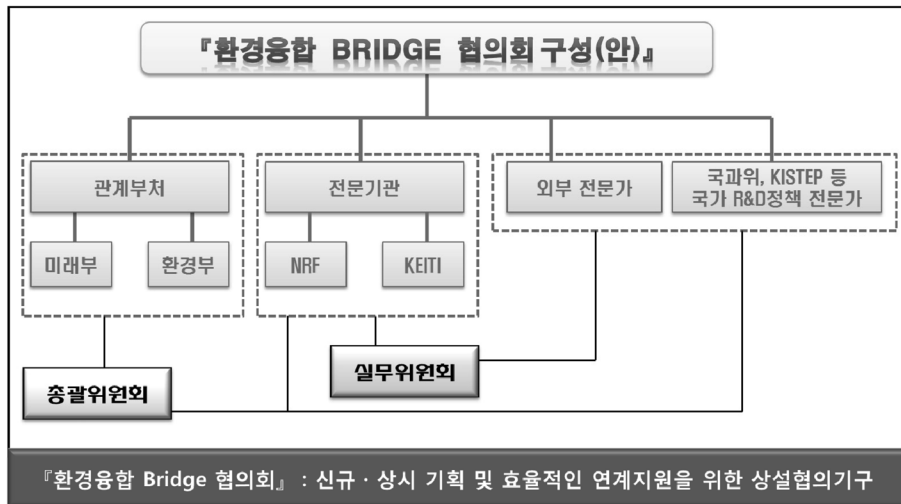 『환경융합 BRIDGE 협의회 구성(안)』
관계부처
전문기관
외부 전문가
국과위, KISTEP 등
국가 R&D정책 전문가
미래부
환경부
NRF
KEITI
실무위원회
총괄위원회
『환경융합 Bridge 협의회』 : 신규 · 상시 기획 및 효율적인 연계지원을 위한 상설협의기구